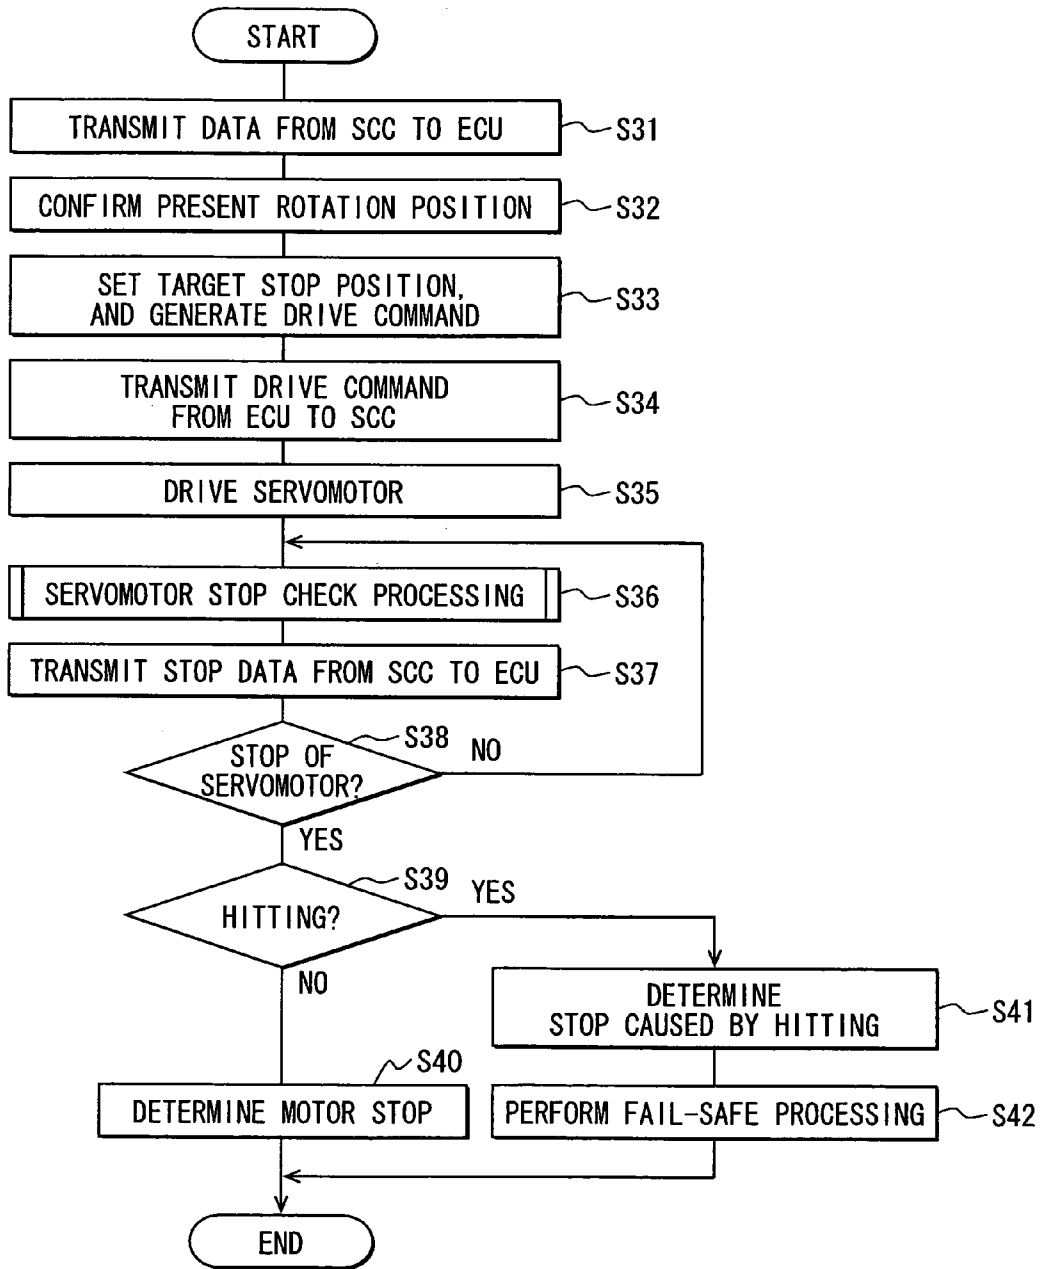 START
TRANSMIT DATA FROM SCC TO ECU
S31
CONFIRM PRESENT ROTATION POSITION
S32
SET TARGET STOP POSITION,
AND GENERATE DRIVE COMMAND
S33
TRANSMIT DRIVE COMMAND
FROM ECU TO SCC
S34
DRIVE SERVOMOTOR
S35
SERVOMOTOR STOP CHECK PROCESSING
S36
TRANSMIT STOP DATA FROM SCC TO ECU
S37
STOP OF
SERVOMOTOR?
S38
NO
YES
HITTING?
S39
YES
NO
DETERMINE
STOP CAUSED BY HITTING
S41
S40
DETERMINE MOTOR STOP
PERFORM FAIL-SAFE PROCESSING
S42
END